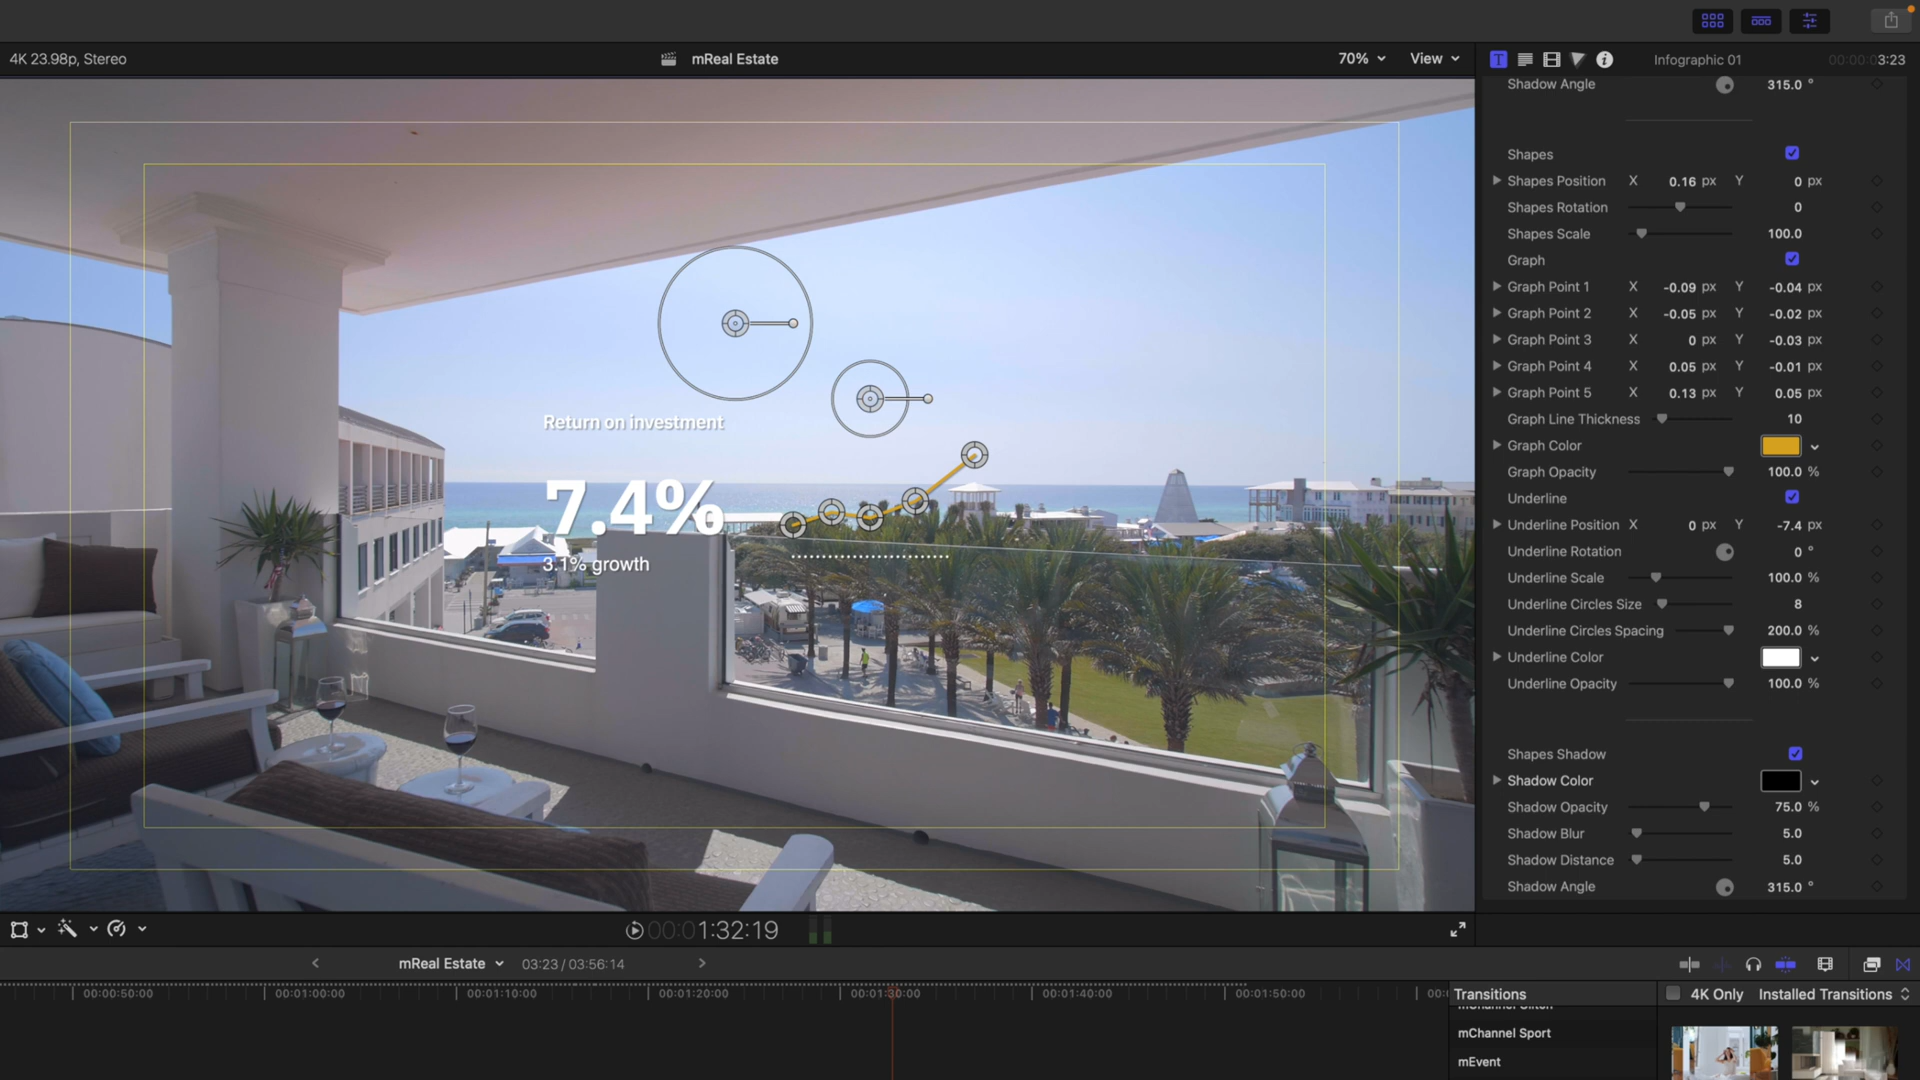 4K 23.98p, Stereo
mReal Estate
70%
View
T
Infographic 01
00:00:03:23
Shadow Angle 315.0 °
Shapes
Shapes Position X 0.16 px Y 0 px
Shapes Rotation 0
Shapes Scale 100.0
Graph
Graph Point 1 X -0.09 px Y -0.04 px
Graph Point 2 X -0.05 px Y -0.02 px
Graph Point 3 X 0 px Y -0.03 px
Graph Point 4 X 0.05 px Y -0.01 px
Graph Point 5 X 0.13 px Y 0.05 px
Graph Line Thickness 10
Graph Color
Graph Opacity 100.0 %
Underline
Underline Position X 0 px Y -7.4 px
Underline Rotation 0 °
Underline Scale 100.0 %
Underline Circles Size 8
Underline Circles Spacing 200.0 %
Underline Color
Underline Opacity 100.0 %
Shapes Shadow
Shadow Color
Shadow Opacity 75.0 %
Shadow Blur 5.0
Shadow Distance 5.0
Shadow Angle 315.0 °
Return on investment
7.4%
3.1% growth
00:01:32:19
mReal Estate
03:23 / 03:56:14
00:00:50:00
00:01:00:00
00:01:10:00
00:01:20:00
00:01:30:00
00:01:40:00
00:01:50:00
Transitions
4K Only
Installed Transitions
mChannel Sport
mEvent